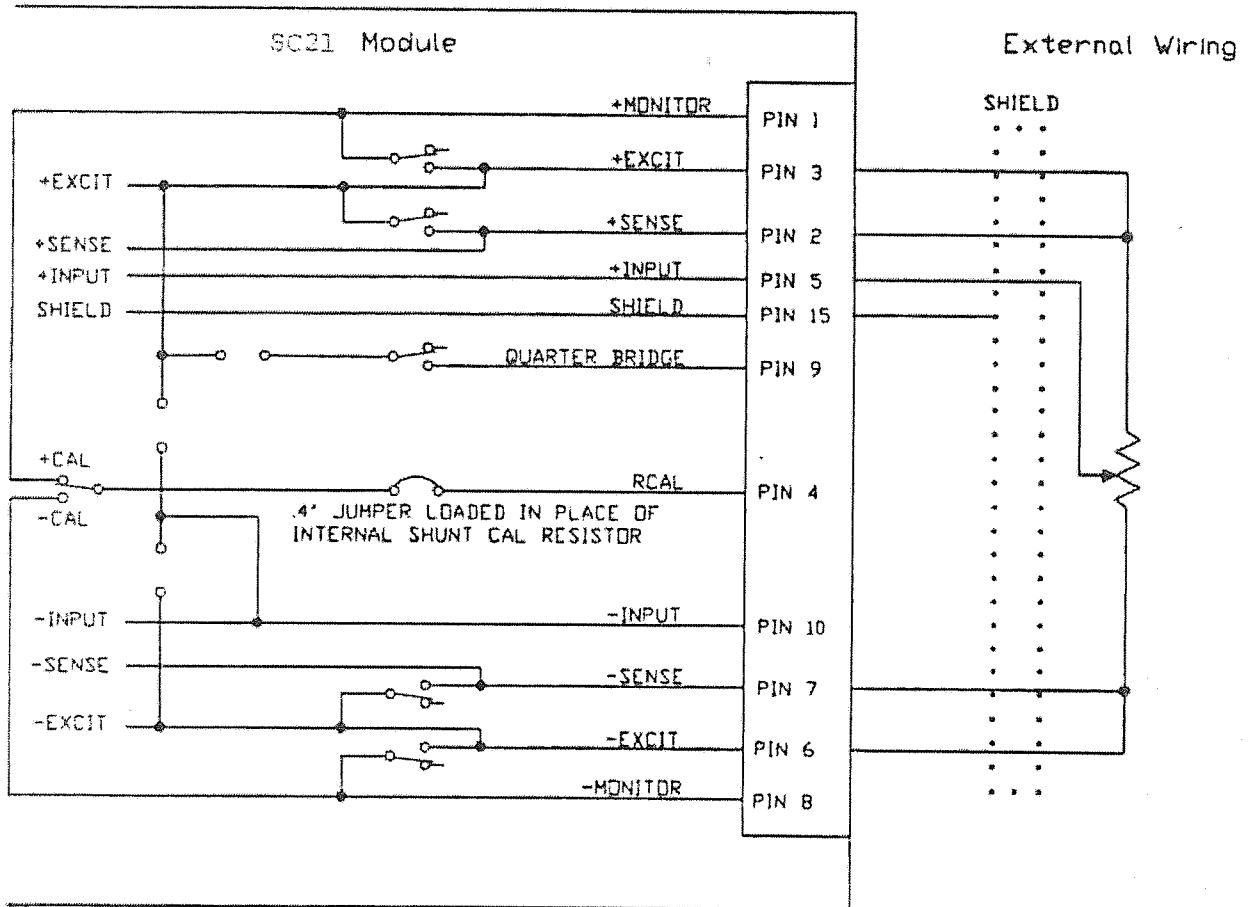 SC21 Module
External Wiring
SHIELD
+MONITOR
PIN 1
+EXCIT
PIN 3
+EXCIT
+SENSE
PIN 2
+SENSE
+INPUT
+INPUT
PIN 5
SHIELD
SHIELD
PIN 15
QUARTER BRIDGE
PIN 9
+CAL
RCAL
PIN 4
-CAL
.4" JUMPER LOADED IN PLACE OF
INTERNAL SHUNT CAL RESISTOR
-INPUT
-INPUT
PIN 10
-SENSE
-SENSE
PIN 7
-EXCIT
-EXCIT
PIN 6
-MONITOR
PIN 8